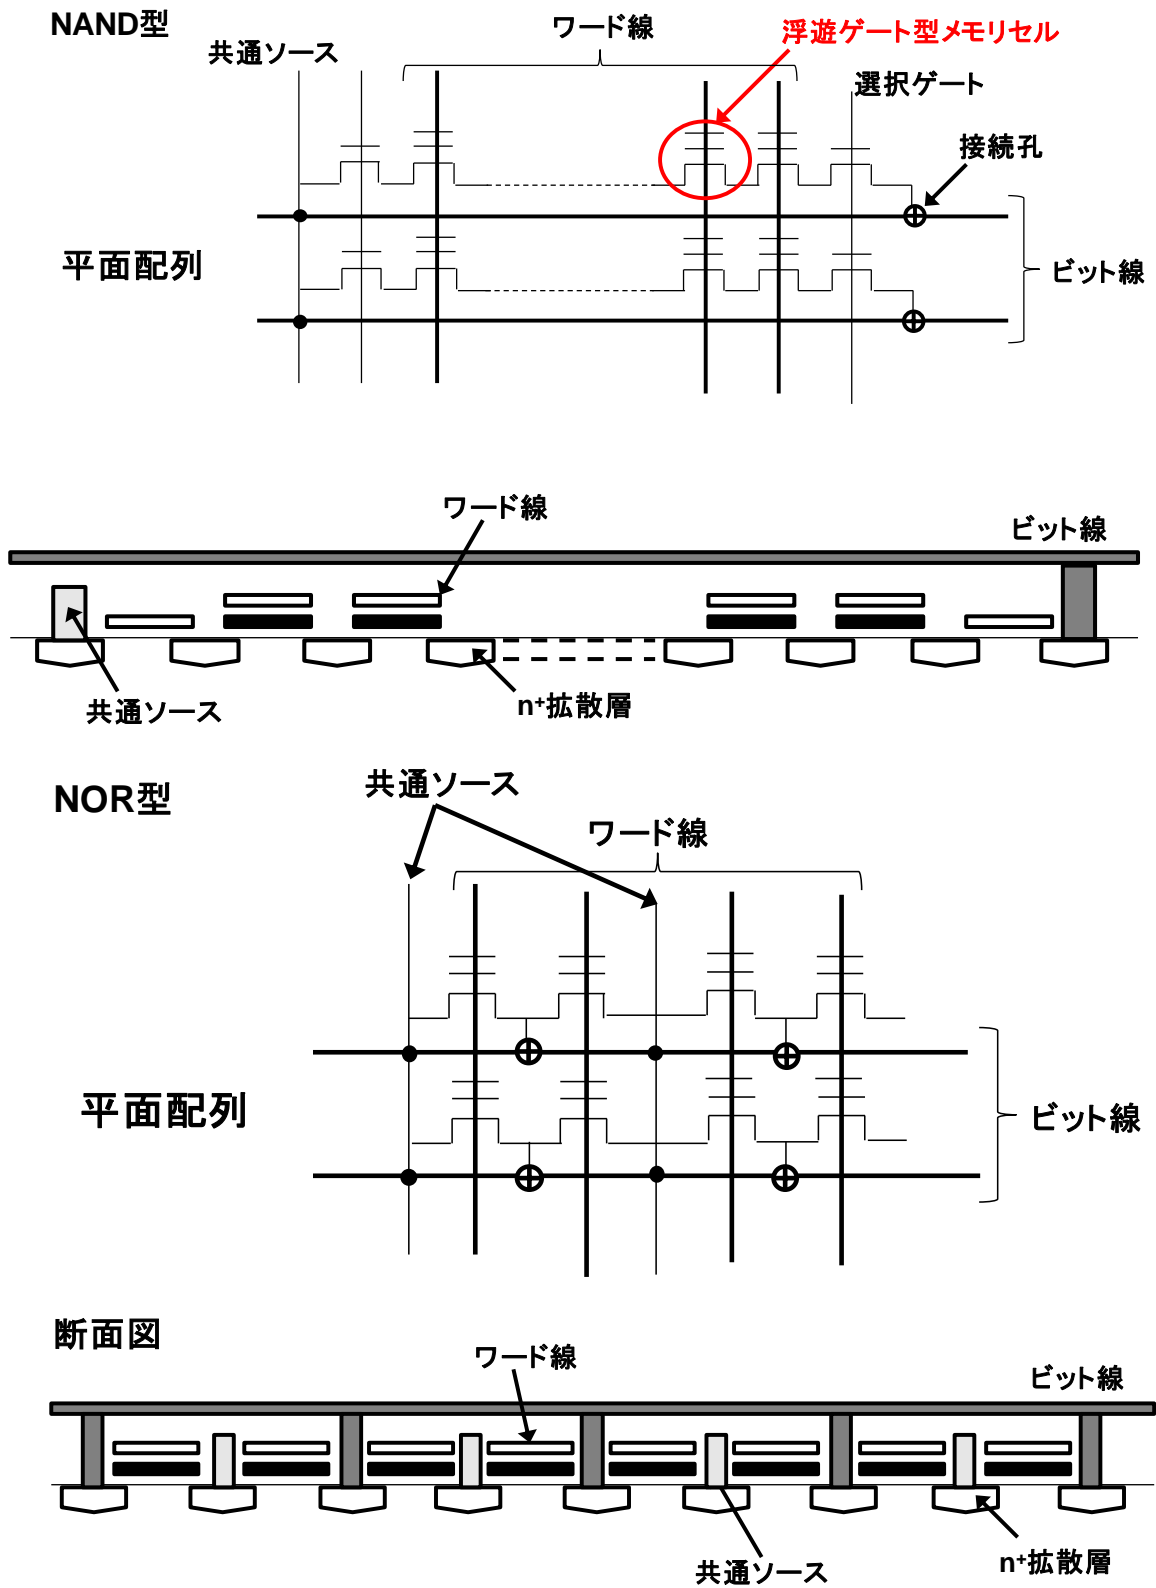 NAND型
共通ソース
ワード線
浮遊ゲート型メモリセル
選択ゲート
接続孔
平面配列
ビット線
ワード線
ビット線
共通ソース
n+拡散層
NOR型
共通ソース
ワード線
平面配列
ビット線
断面図
ワード線
ビット線
共通ソース
n+拡散層